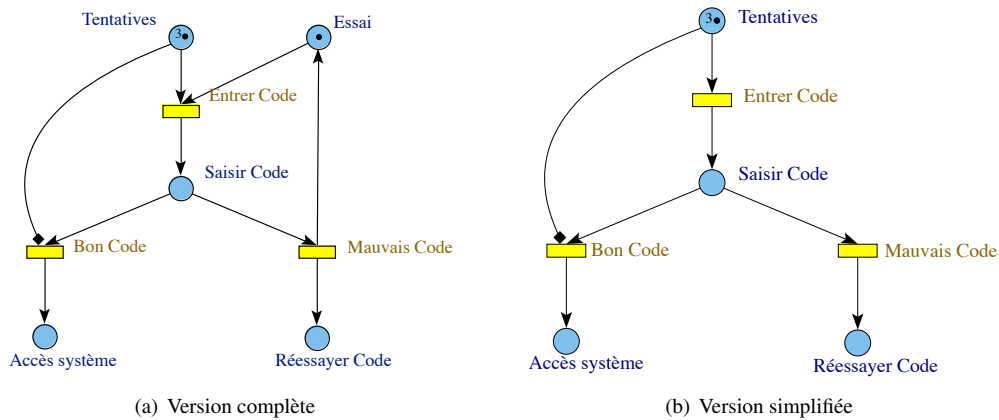 Tentatives
Essai
Tentatives
3
3
Entrer Code
Entrer Code
Saisir Code
Saisir Code
Bon Code
Mauvais Code
Bon Code
Mauvais Code
Accès système
Réessayer Code
Accès système
Réessayer Code
(a) Version complète
(b) Version simplifiée